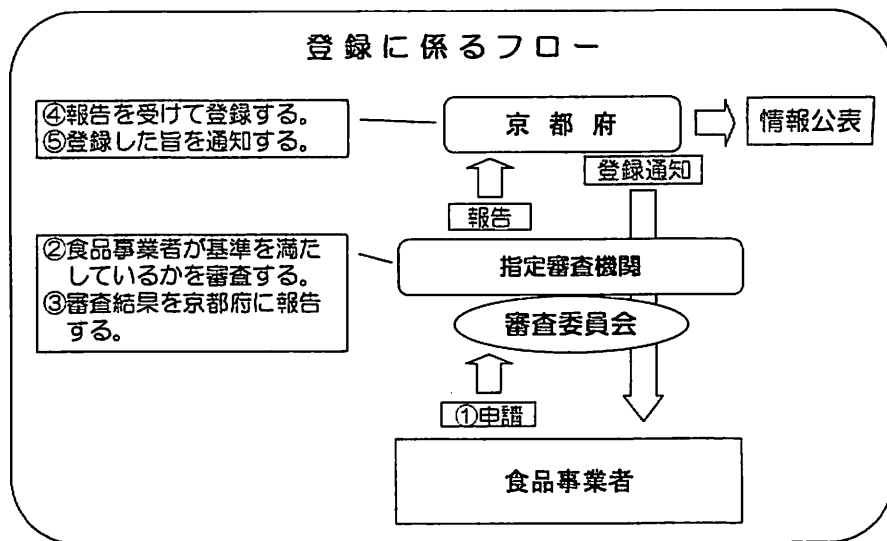 登録に係るフロー
④報告を受けて登録する。
⑤登録した旨を通知する。
京都府
情報公表
登録通知
報告
②食品事業者が基準を満た
しているかを審査する。
③審査結果を京都府に報告
する。
指定審査機関
審査委員会
①申請
食品事業者